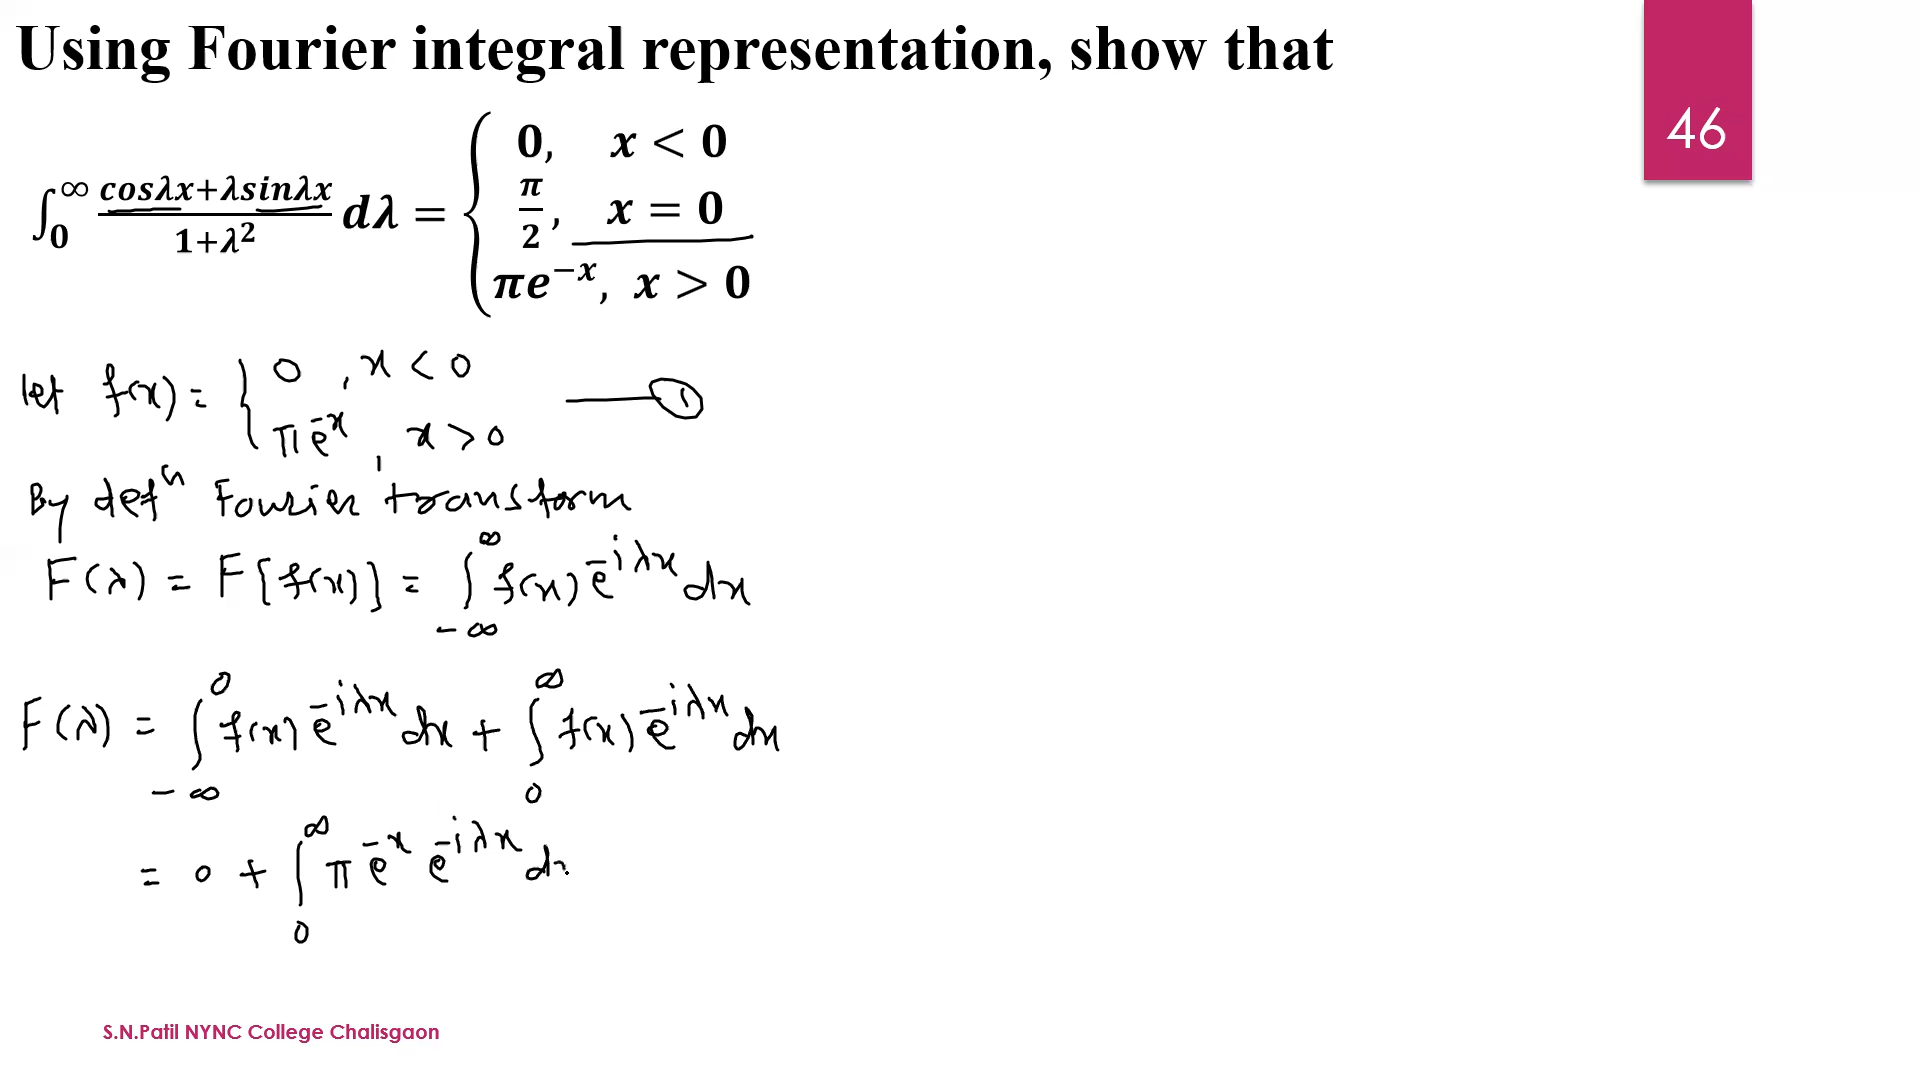 Using Fourier integral representation, show that
46
∫₀^∞ (cosλx+λsinλx)/(1+λ²) dλ = { 0, x < 0
π/2, x = 0
πe^{-x}, x > 0
let f(x) = { 0 , x < 0
πe^{-x} , x > 0 —— ①
By defⁿ Fourier transform
F(λ) = F[f(x)] = ∫_{-∞}^{∞} f(x) e^{-iλx} dx
F(λ) = ∫_{-∞}^{0} f(x) e^{-iλx} dx + ∫_{0}^{∞} f(x) e^{-iλx} dx
= 0 + ∫_{0}^{∞} π e^{-x} e^{-iλx} dx
S.N.Patil NYNC College Chalisgaon